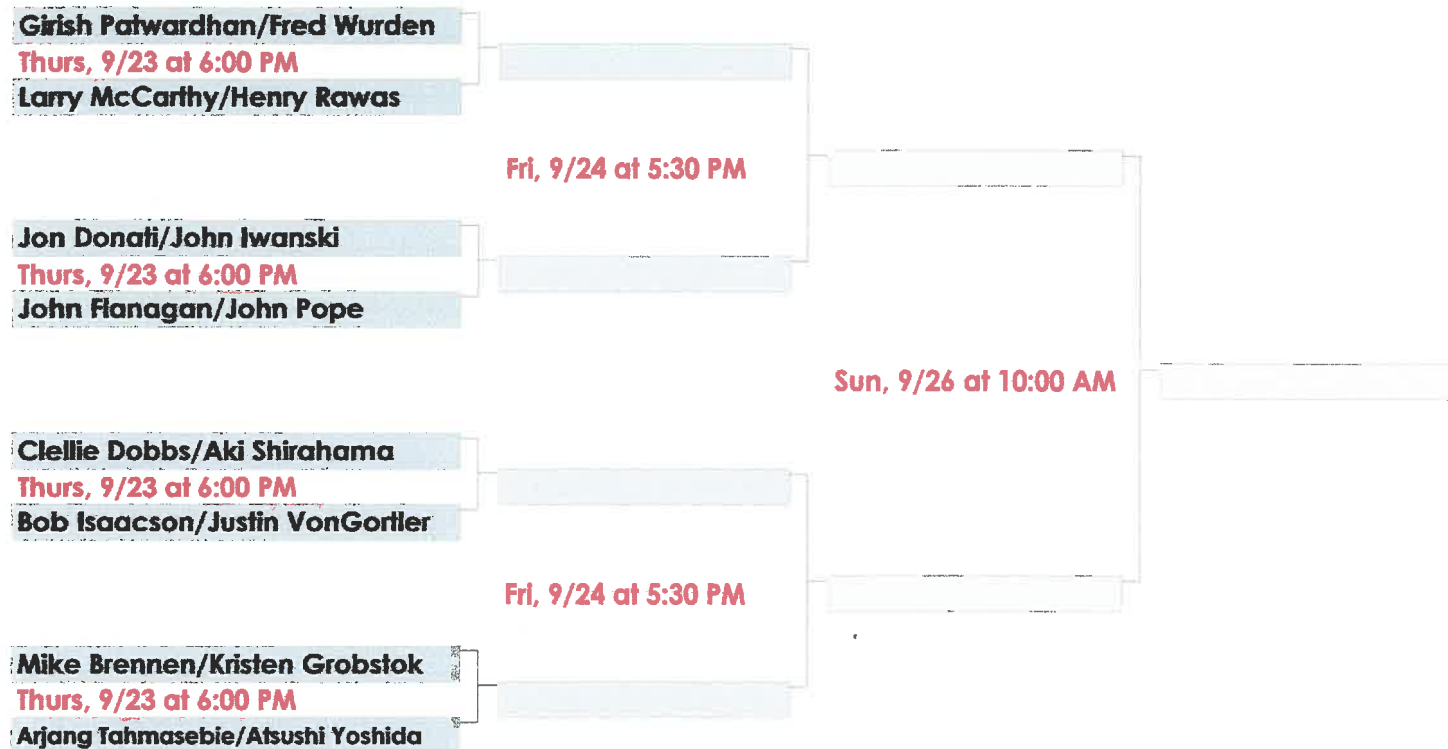 Girish Patwardhan/Fred Wurden
Thurs, 9/23 at 6:00 PM
Larry McCarthy/Henry Rawas
Fri, 9/24 at 5:30 PM
Jon Donati/John Iwanski
Thurs, 9/23 at 6:00 PM
John Flanagan/John Pope
Sun, 9/26 at 10:00 AM
Clellie Dobbs/Aki Shirahama
Thurs, 9/23 at 6:00 PM
Bob Isaacson/Justin VonGortler
Fri, 9/24 at 5:30 PM
Mike Brennen/Kristen Grobstok
Thurs, 9/23 at 6:00 PM
Arjang Tahmasebie/Atsushi Yoshida